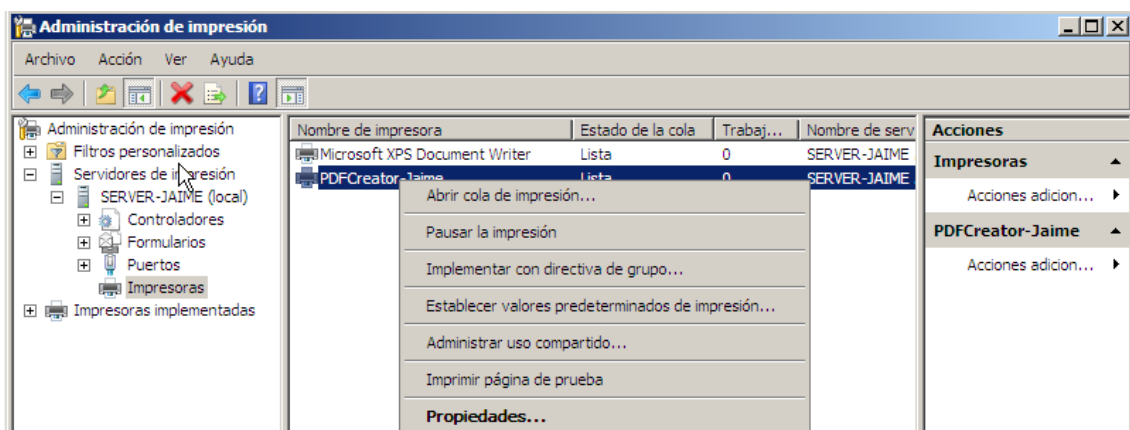 Administración de impresión
Archivo Acción Ver Ayuda
Administración de impresión
Filtros personalizados
Servidores de impresión
SERVER-JAIME (local)
Controladores
Formularios
Puertos
Impresoras
Impresoras implementadas
Nombre de impresora Estado de la cola Trabaj... Nombre de serv
Microsoft XPS Document Writer Lista 0 SERVER-JAIME
PDFCreator-Jaime Lista 0 SERVER-JAIME
Abrir cola de impresión...
Pausar la impresión
Implementar con directiva de grupo...
Establecer valores predeterminados de impresión...
Administrar uso compartido...
Imprimir página de prueba
Propiedades...
Acciones
Impresoras
Acciones adicion...
PDFCreator-Jaime
Acciones adicion...